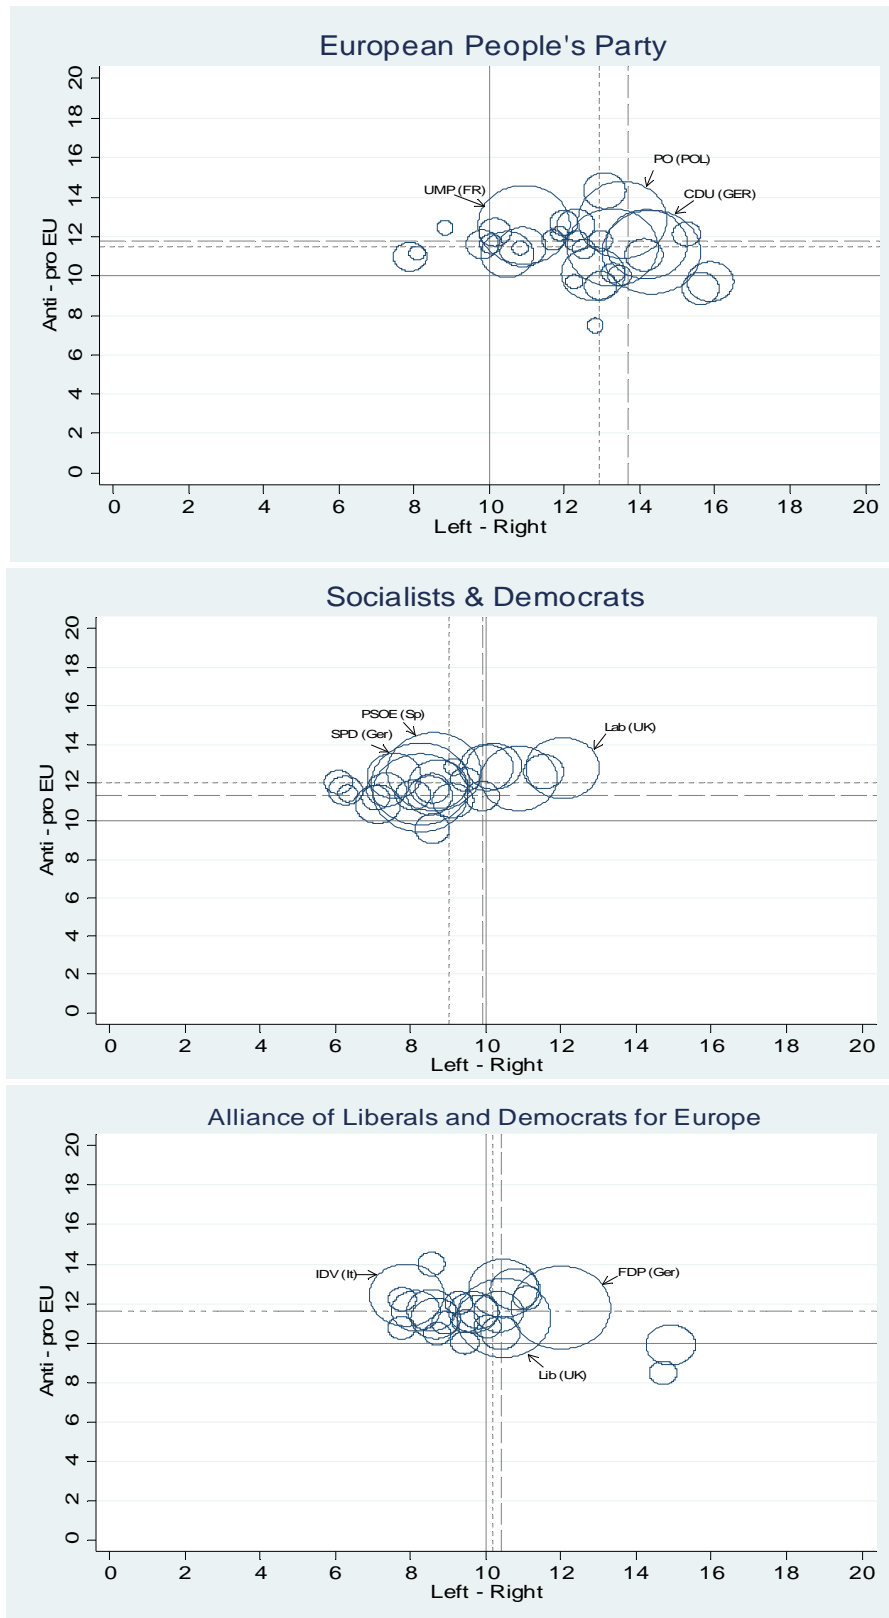 European People's Party
Anti - pro EU
20
18
16
14
12
10
8
6
4
2
0
PO (POL)
UMP (FR)
CDU (GER)
0 2 4 6 8 10 12 14 16 18 20
Left - Right
Socialists & Democrats
Anti - pro EU
20
18
16
14
12
10
8
6
4
2
0
PSOE (Sp)
SPD (Ger)
Lab (UK)
0 2 4 6 8 10 12 14 16 18 20
Left - Right
Alliance of Liberals and Democrats for Europe
Anti - pro EU
20
18
16
14
12
10
8
6
4
2
0
IDV (It)
FDP (Ger)
Lib (UK)
0 2 4 6 8 10 12 14 16 18 20
Left - Right